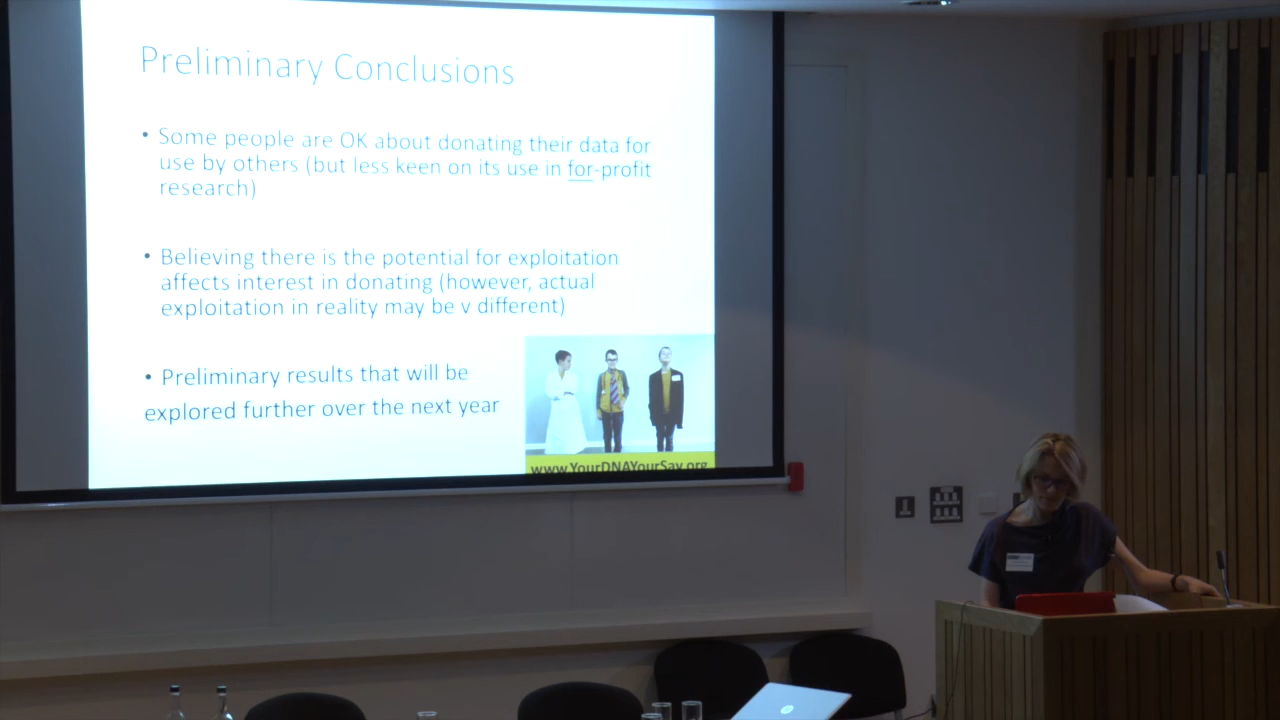 Preliminary Conclusions
• Some people are OK about donating their data for
use by others (but less keen on its use in for-profit
research)
• Believing there is the potential for exploitation
affects interest in donating (however, actual
exploitation in reality may be v different)
• Preliminary results that will be
explored further over the next year
www.YourDNAYourSay.org